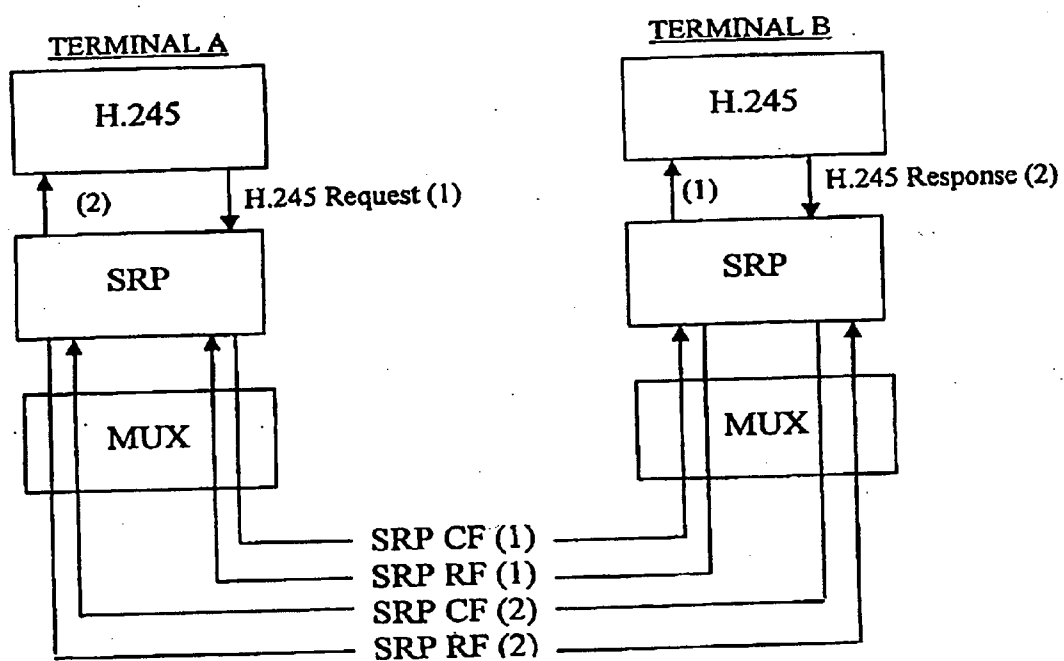 TERMINAL A
TERMINAL B
H.245
H.245
(2)
H.245 Request (1)
(1)
H.245 Response (2)
SRP
SRP
MUX
MUX
SRP CF (1)
SRP RF (1)
SRP CF (2)
SRP RF (2)